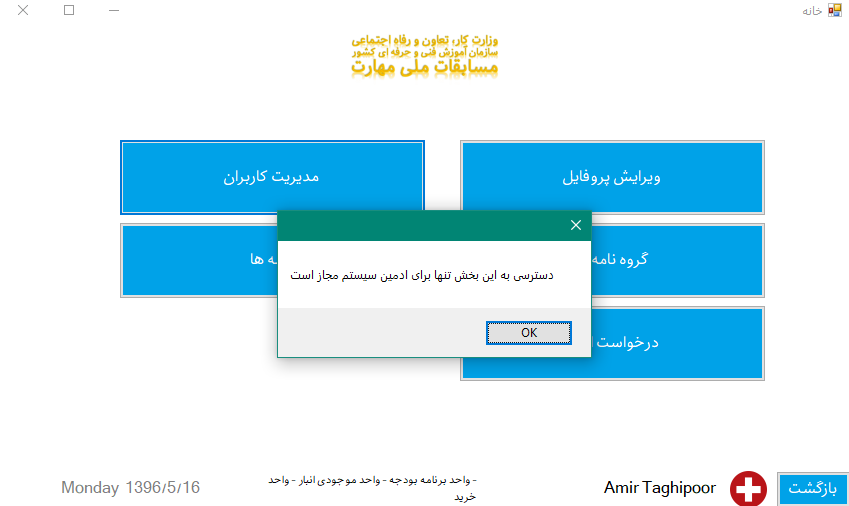 خانه
وزارت کار، تعاون و رفاه اجتماعی
سازمان آموزش فنی و حرفه ای کشور
مسابقات ملی مهارت
ویرایش پروفایل
مدیریت کاربران
گروه نامه
ها
دسترسی به این بخش تنها برای ادمین سیستم مجاز است
OK
درخواست
بازگشت
Amir Taghipoor
- واحد برنامه بودجه - واحد موجودی انبار - واحد
خرید
Monday 1396/5/16